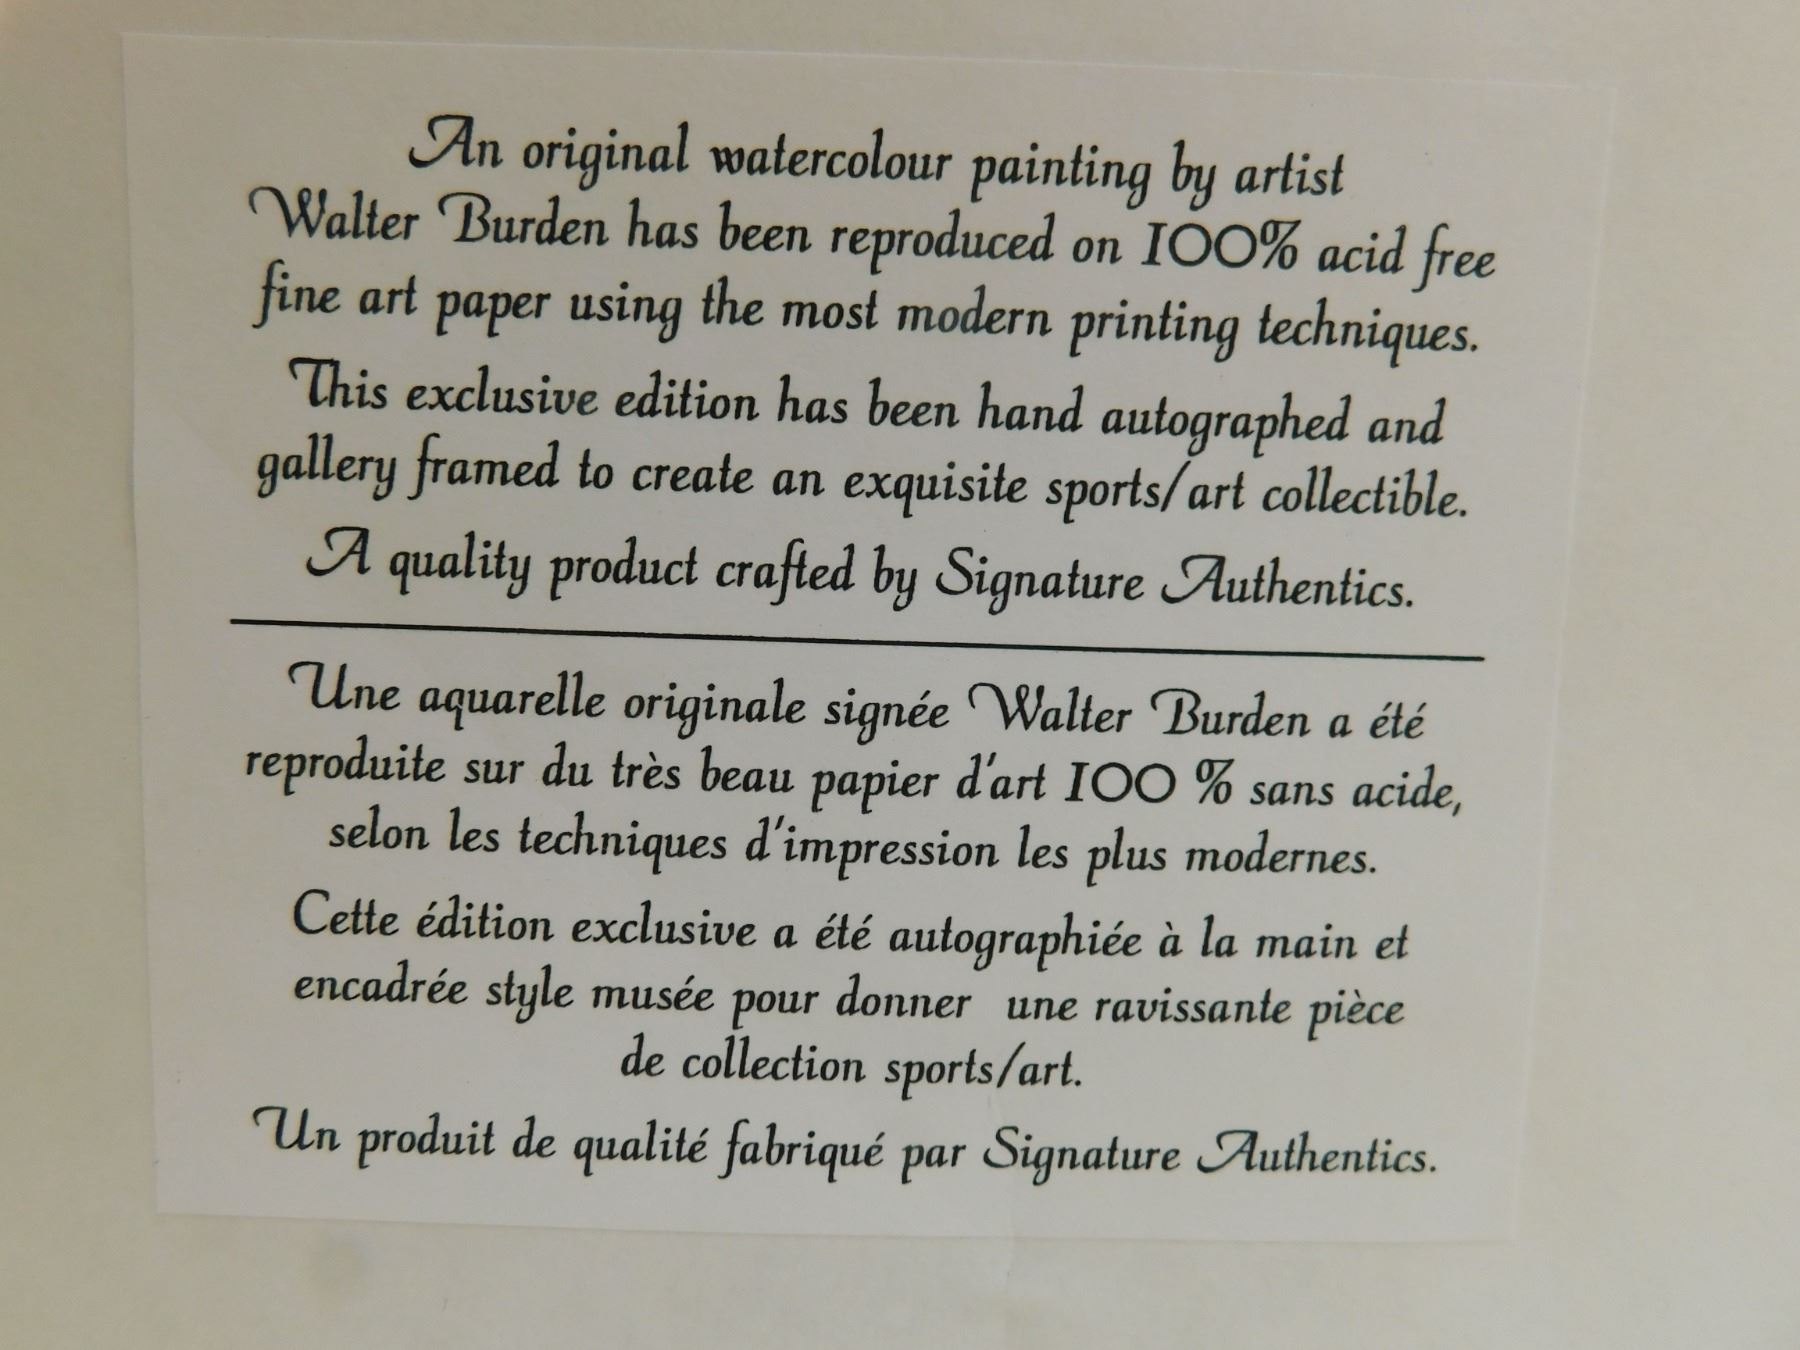 An original watercolour painting by artist
Walter Burden has been reproduced on 100% acid free
fine art paper using the most modern printing techniques.
This exclusive edition has been hand autographed and
gallery framed to create an exquisite sports/art collectible.
A quality product crafted by Signature Authentics.
Une aquarelle originale signée Walter Burden a été
reproduite sur du très beau papier d'art 100 % sans acide,
selon les techniques d'impression les plus modernes.
Cette édition exclusive a été autographiée à la main et
encadrée style musée pour donner une ravissante pièce
de collection sports/art.
Un produit de qualité fabriqué par Signature Authentics.